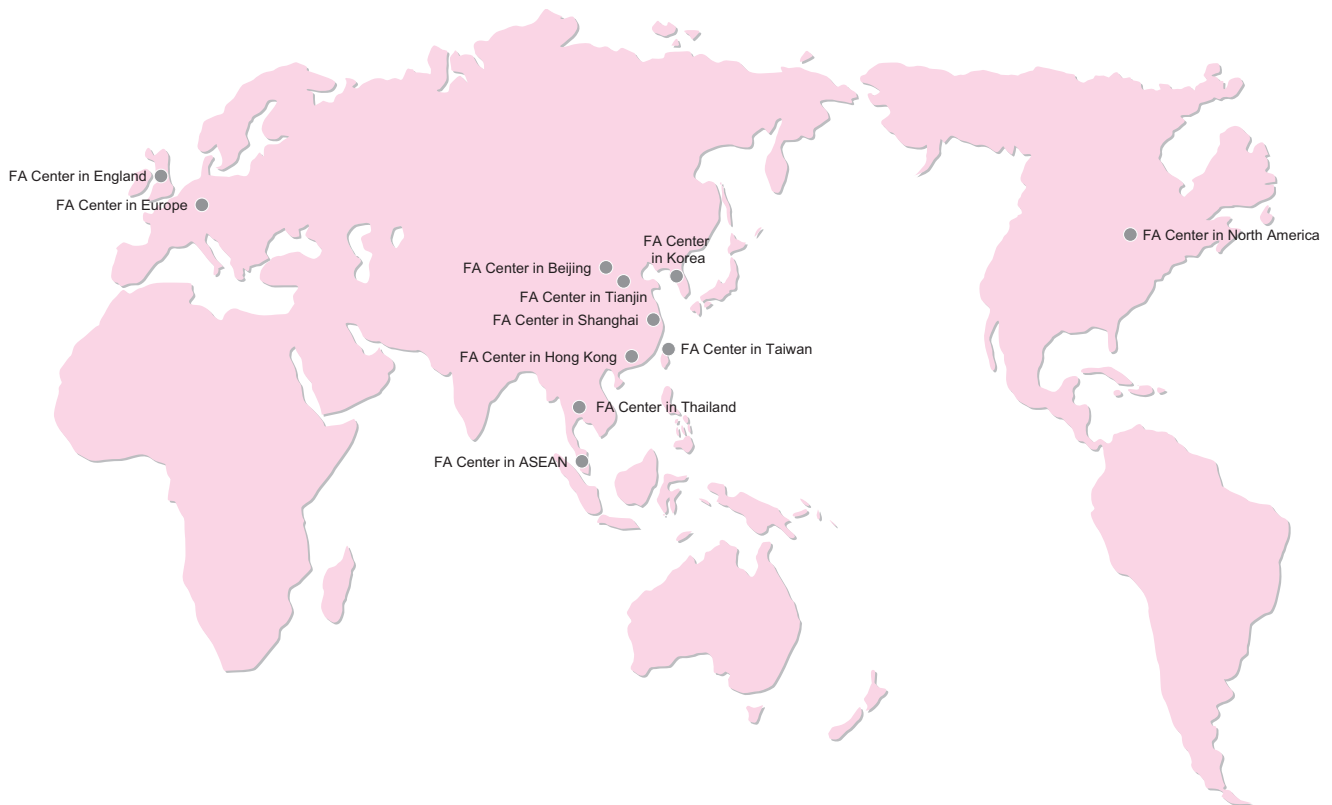 FA Center in England
FA Center in Europe
FA Center in North America
FA Center
in Korea
FA Center in Beijing
FA Center in Tianjin
FA Center in Shanghai
FA Center in Taiwan
FA Center in Hong Kong
FA Center in Thailand
FA Center in ASEAN